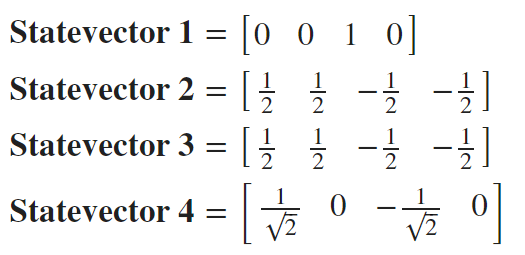 Statevector 1 = [0 0 1 0]
Statevector 2 = [1/2 1/2 −1/2 −1/2]
Statevector 3 = [1/2 1/2 −1/2 −1/2]
Statevector 4 = [1/√2 0 −1/√2 0]